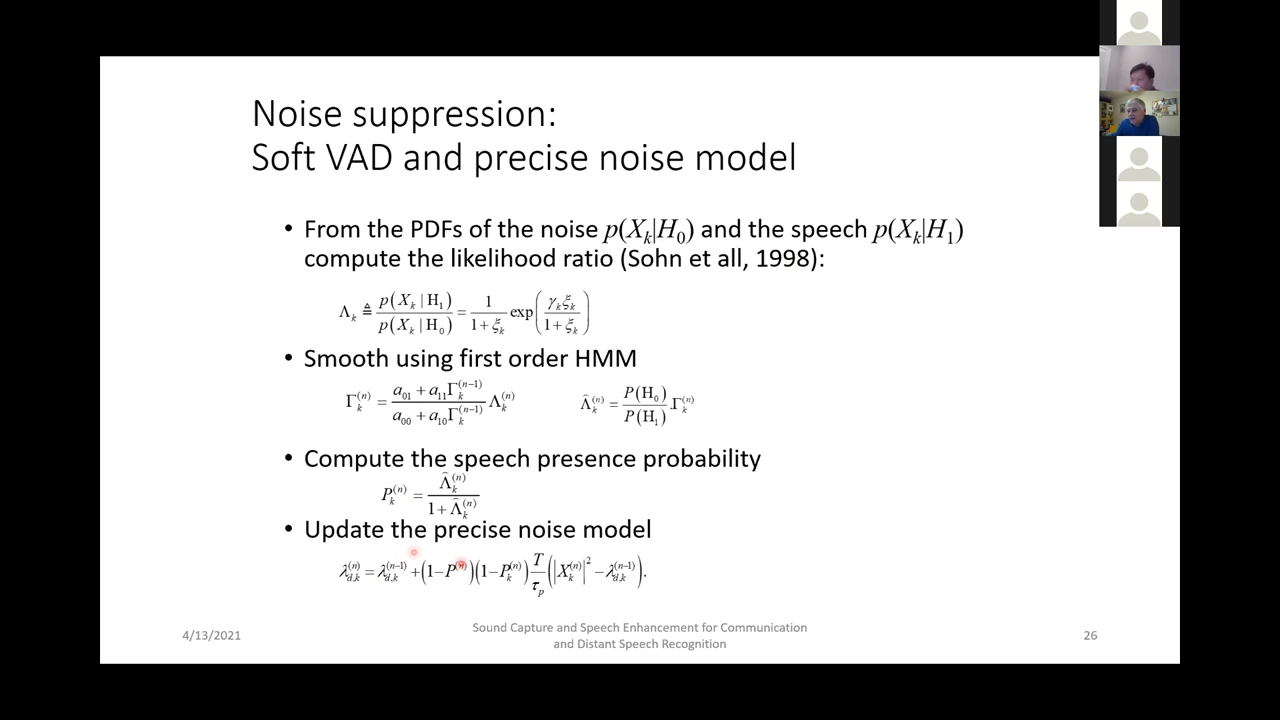 Noise suppression:
Soft VAD and precise noise model
• From the PDFs of the noise p(X_k|H_0) and the speech p(X_k|H_1)
compute the likelihood ratio (Sohn et all, 1998):
Λ_k ≜ p(X_k | H_1) / p(X_k | H_0) = 1 / (1+ξ_k) exp(γ_k ξ_k / (1+ξ_k))
• Smooth using first order HMM
Γ_k^(n) = (a_01 + a_11 Γ_k^(n−1)) / (a_00 + a_10 Γ_k^(n−1)) Λ_k^(n)    Λ̂_k^(n) = P(H_0) / P(H_1) . Γ_k^(n)
• Compute the speech presence probability
P_k^(n) = Λ̂_k^(n) / (1 + Λ̂_k^(n))
• Update the precise noise model
λ_d,k^(n) = λ_d,k^(n−1) + (1−P^(n)) (1−P_k^(n)) T / τ_p (|X_k^(n)|^2 − λ_d,k^(n−1)).
4/13/2021
Sound Capture and Speech Enhancement for Communication
and Distant Speech Recognition
26